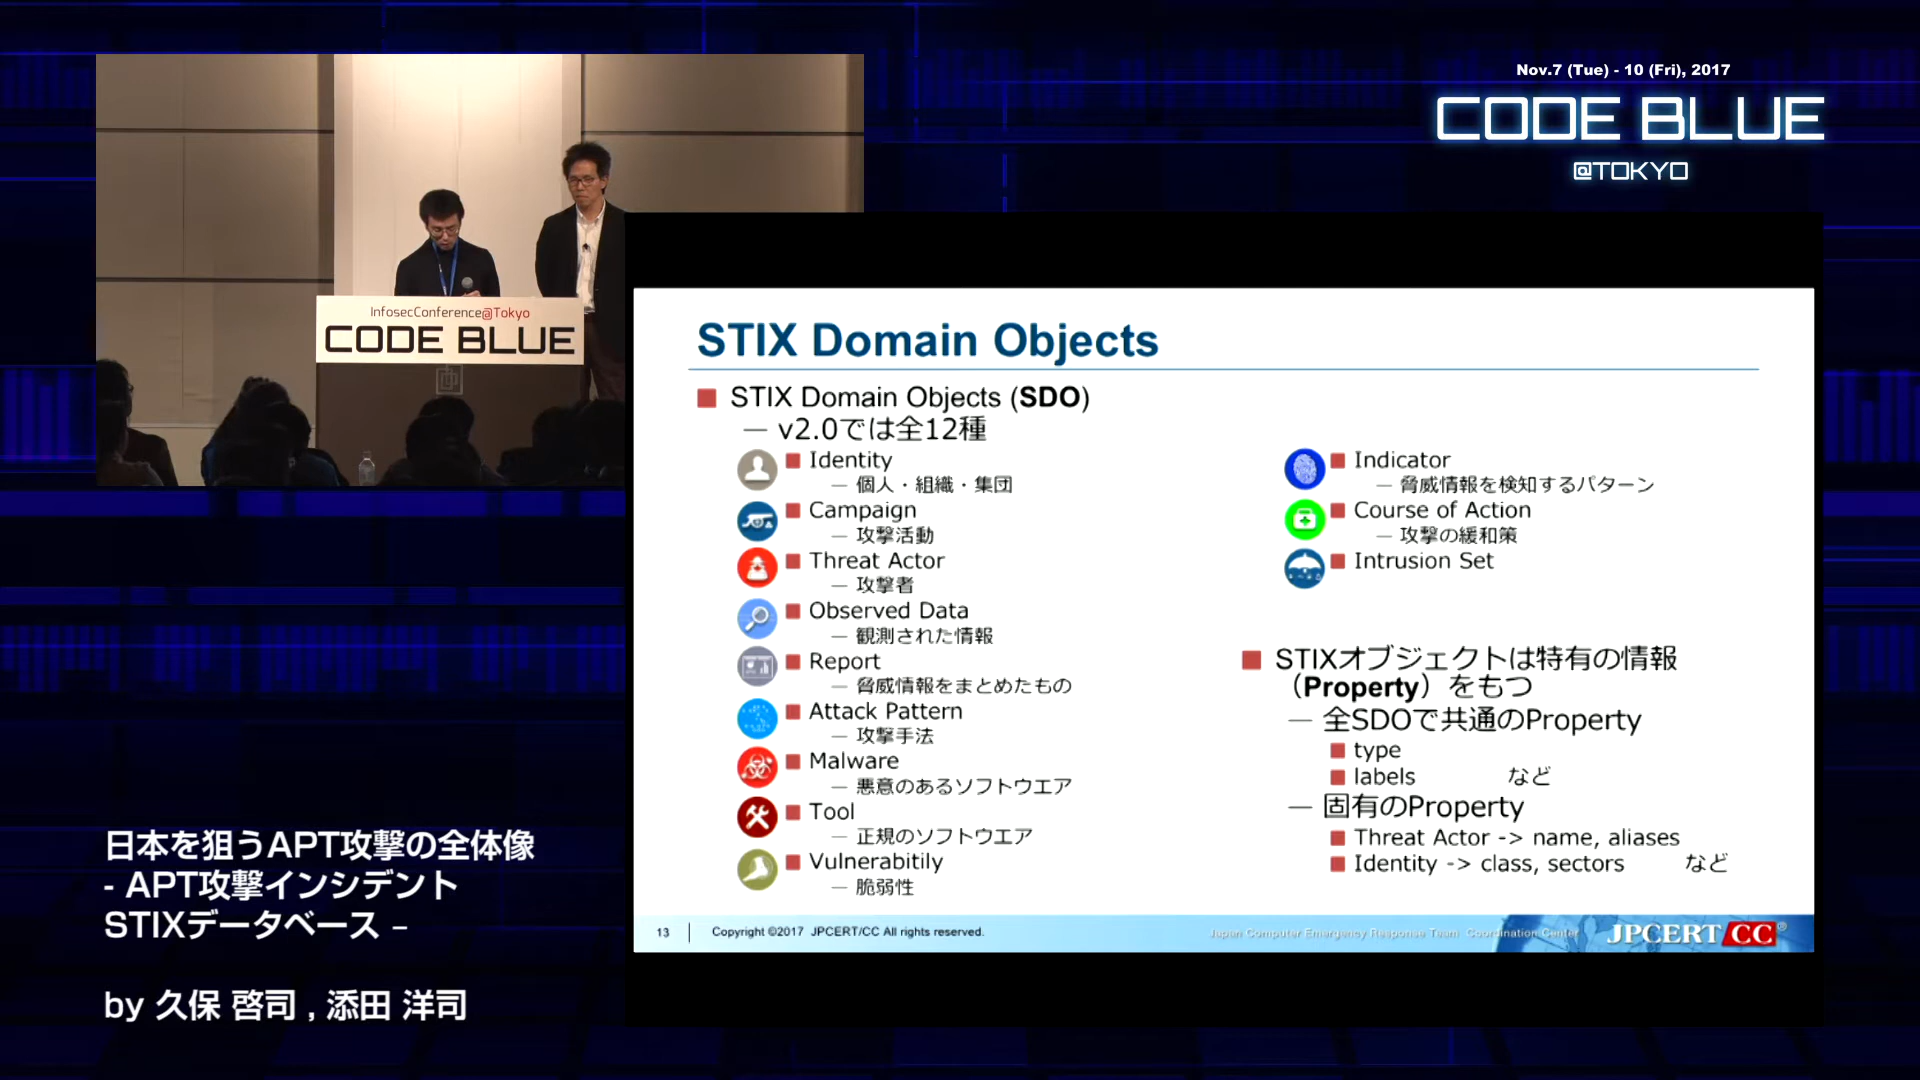 Nov.7 (Tue) - 10 (Fri), 2017
CODE BLUE
@TOKYO
InfosecConference@Tokyo
CODE BLUE
STIX Domain Objects
STIX Domain Objects (SDO)
— v2.0では全12種
Identity
— 個人・組織・集団
Campaign
— 攻撃活動
Threat Actor
— 攻撃者
Observed Data
— 観測された情報
Report
— 脅威情報をまとめたもの
Attack Pattern
— 攻撃手法
Malware
— 悪意のあるソフトウエア
Tool
— 正規のソフトウエア
Vulnerabitily
— 脆弱性
Indicator
— 脅威情報を検知するパターン
Course of Action
— 攻撃の緩和策
Intrusion Set
STIXオブジェクトは特有の情報
（Property）をもつ
— 全SDOで共通のProperty
type
labels など
— 固有のProperty
Threat Actor -> name, aliases
Identity -> class, sectors など
13
Copyright ©2017 JPCERT/CC All rights reserved.
Japan Computer Emergency Response Team Coordination Center
JPCERT CC®
日本を狙うAPT攻撃の全体像
- APT攻撃インシデント
STIXデータベース –
by 久保 啓司 , 添田 洋司